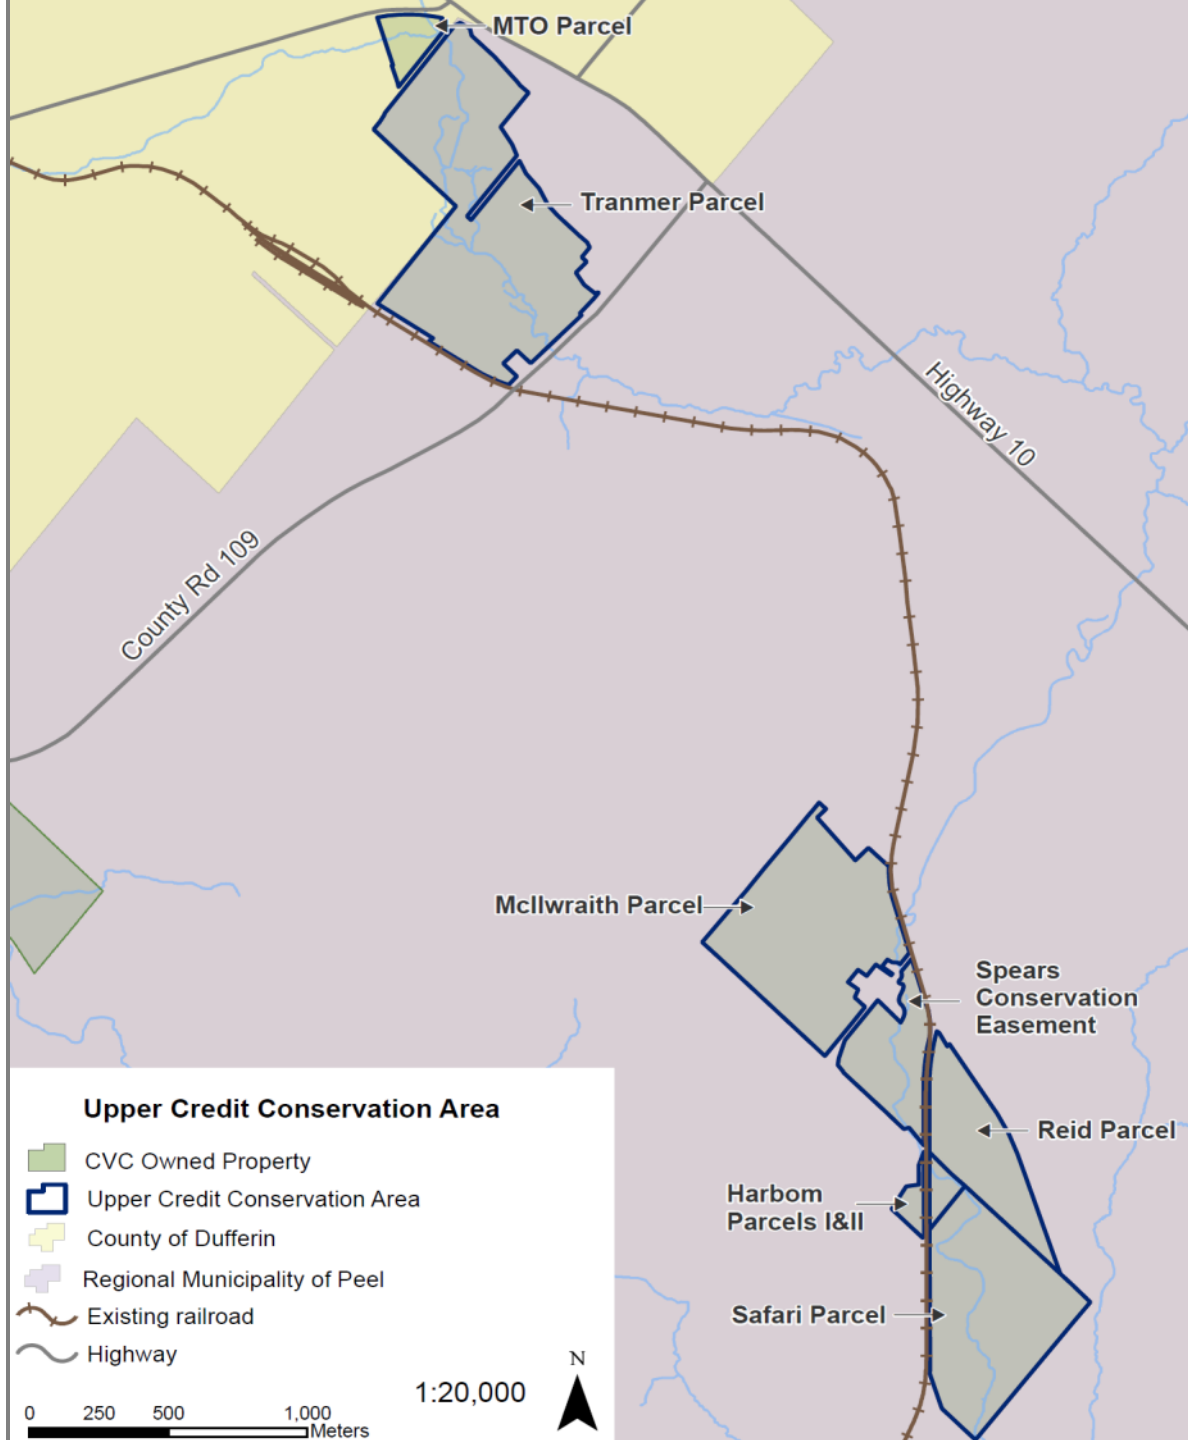 MTO Parcel
Tranmer Parcel
Highway 10
County Rd 109
McIlwraith Parcel
Spears
Conservation
Easement
Reid Parcel
Harbom
Parcels I&II
Safari Parcel
Upper Credit Conservation Area
CVC Owned Property
Upper Credit Conservation Area
County of Dufferin
Regional Municipality of Peel
Existing railroad
Highway
N
1:20,000
0 250 500 1,000
Meters